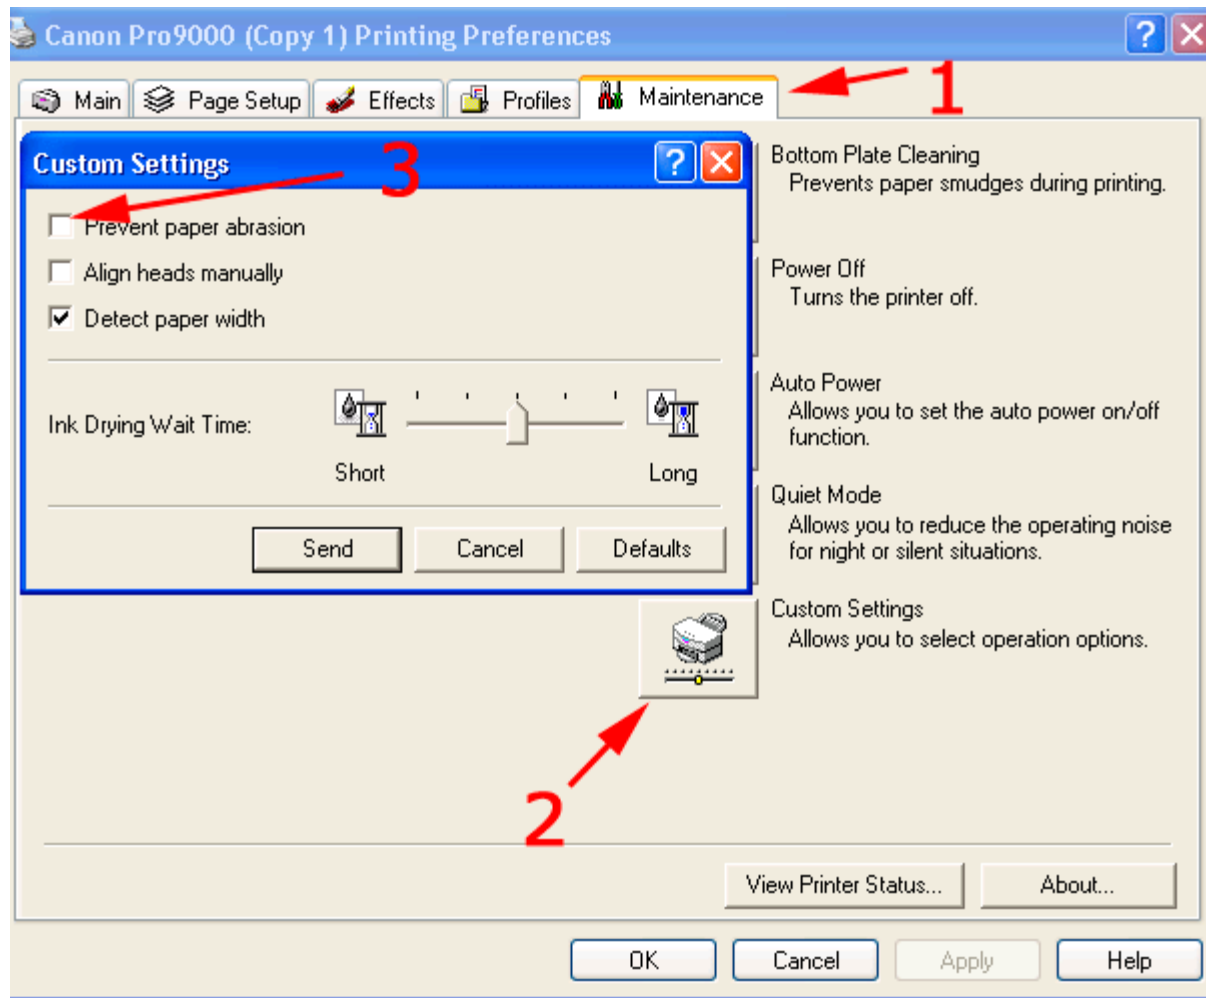 Canon Pro9000 (Copy 1) Printing Preferences
Main
Page Setup
Effects
Profiles
Maintenance
1
Custom Settings
3
Prevent paper abrasion
Align heads manually
Detect paper width
Ink Drying Wait Time:
Short
Long
Send
Cancel
Defaults
Bottom Plate Cleaning
Prevents paper smudges during printing.
Power Off
Turns the printer off.
Auto Power
Allows you to set the auto power on/off
function.
Quiet Mode
Allows you to reduce the operating noise
for night or silent situations.
Custom Settings
Allows you to select operation options.
2
View Printer Status...
About...
OK
Cancel
Apply
Help